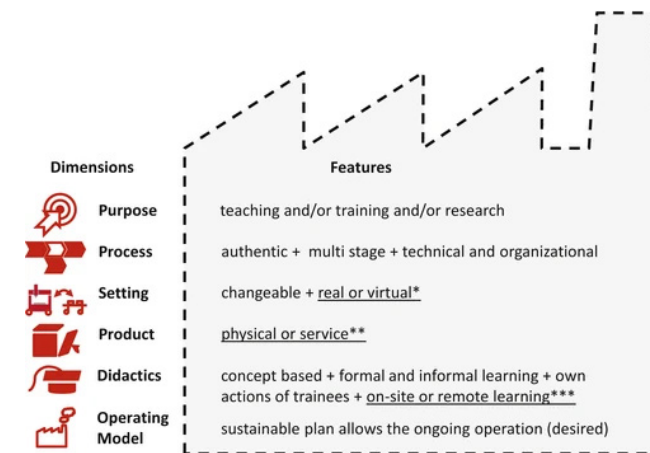 Dimensions Features
Purpose teaching and/or training and/or research
Process authentic + multi stage + technical and organizational
Setting changeable + real or virtual*
Product physical or service**
Didactics concept based + formal and informal learning + own
actions of trainees + on-site or remote learning***
Operating
Model sustainable plan allows the ongoing operation (desired)